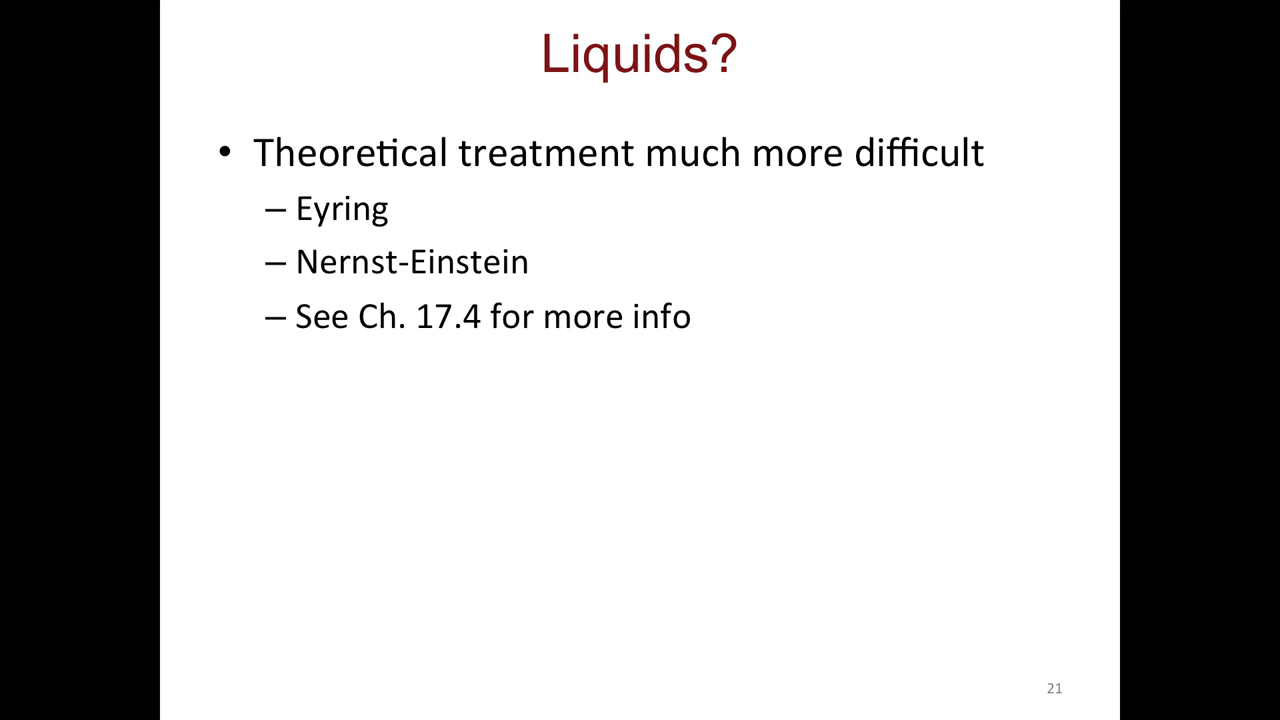 Liquids?
• Theoretical treatment much more difficult
– Eyring
– Nernst-Einstein
– See Ch. 17.4 for more info
21